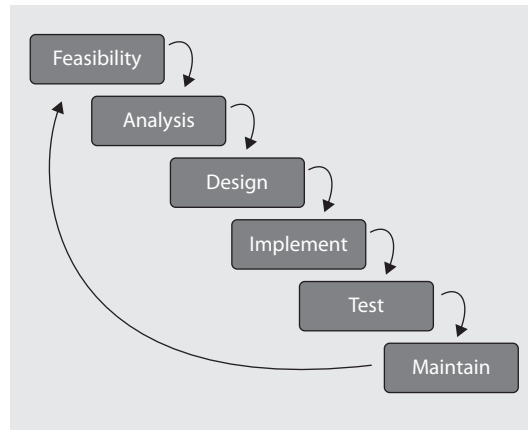 Feasibility
Analysis
Design
Implement
Test
Maintain